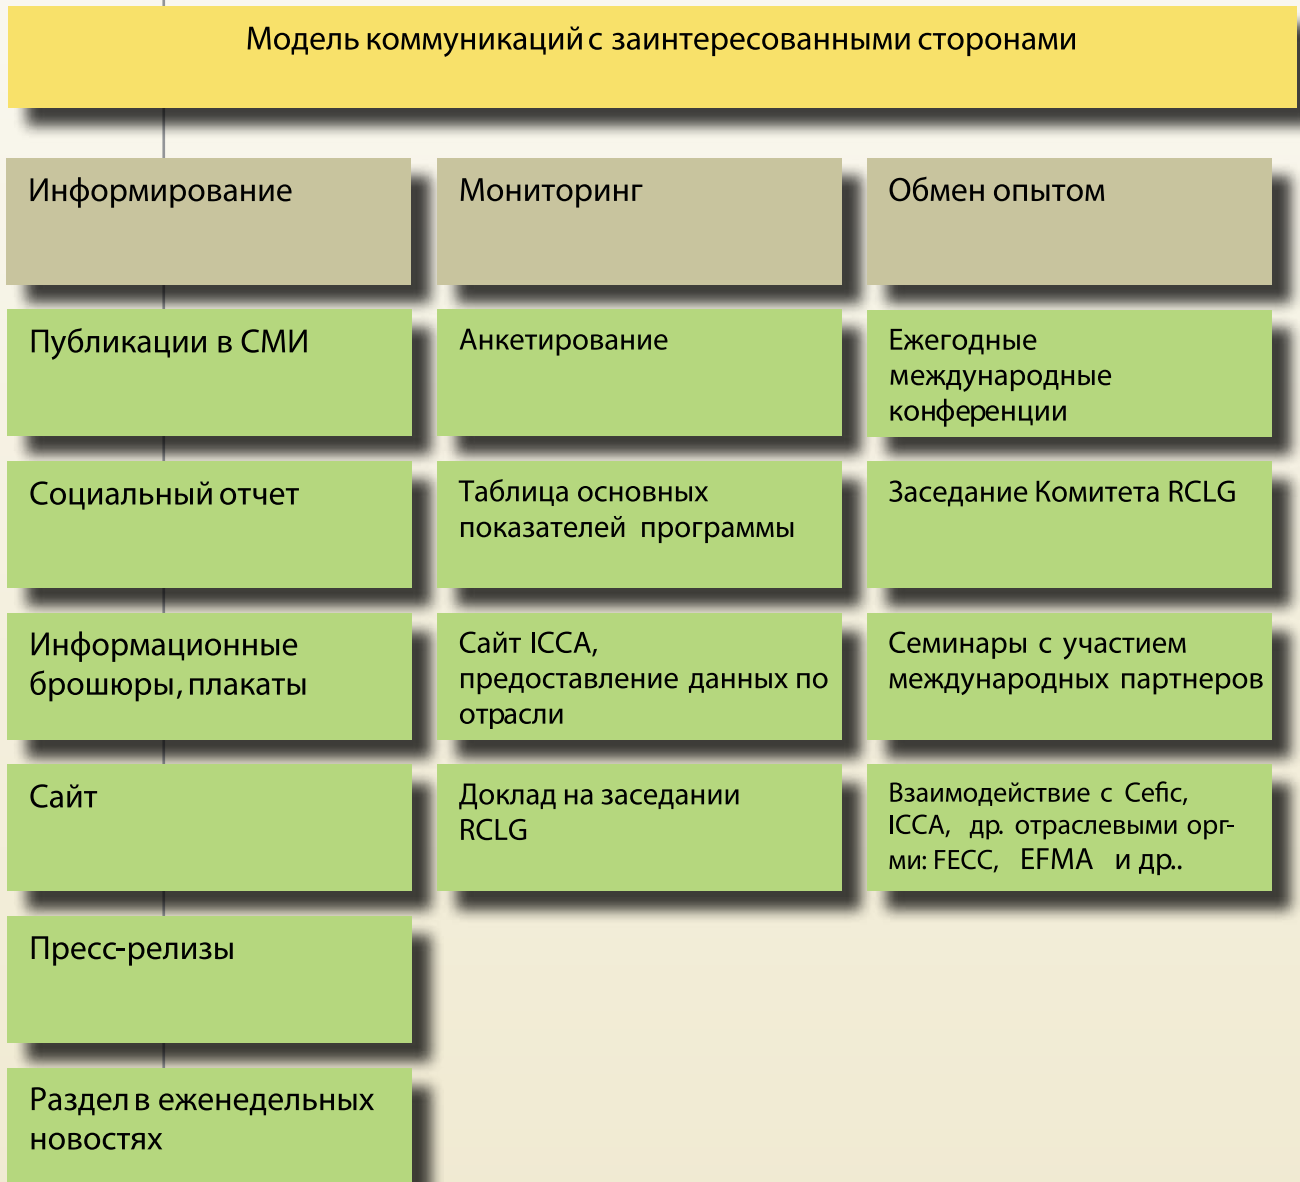 Модель коммуникаций с заинтересованными сторонами
Информирование
Публикации в СМИ
Социальный отчет
Информационные
брошюры, плакаты
Сайт
Пресс-релизы
Раздел в еженедельных
новостях
Мониторинг
Анкетирование
Таблица основных
показателей программы
Сайт ICCA,
предоставление данных по
отрасли
Доклад на заседании
RCLG
Обмен опытом
Ежегодные
международные
конференции
Заседание Комитета RCLG
Семинары с участием
международных партнеров
Взаимодействие с Cefic,
ICCA, др. отраслевыми орг-
ми: FECC, EFMA и др..